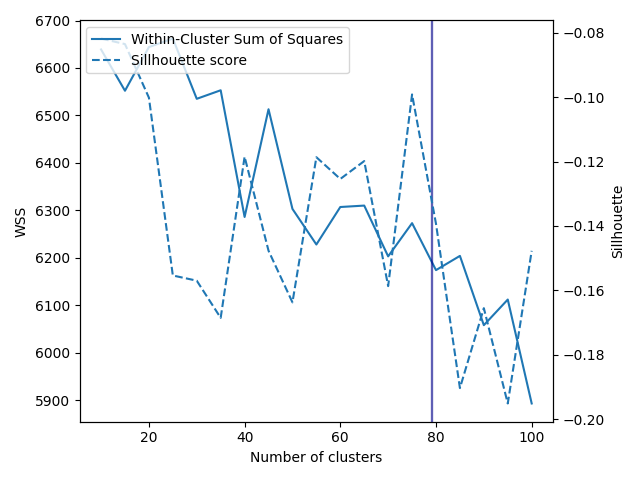 Within-Cluster Sum of Squares
Sillhouette score
6700
6600
6500
6400
6300
6200
6100
6000
5900
WSS
−0.08
−0.10
−0.12
−0.14
−0.16
−0.18
−0.20
Sillhouette
20 40 60 80 100
Number of clusters